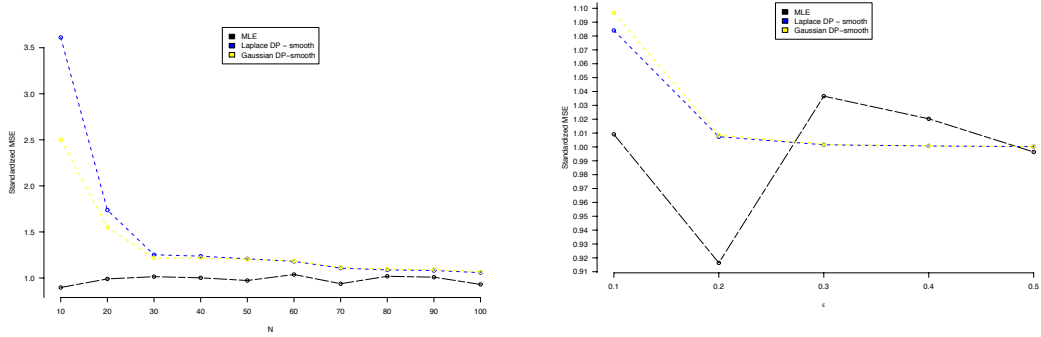 MLE
Laplace DP - smooth
Gaussian DP-smooth
3.5
3.0
2.5
2.0
1.5
1.0
Standardized MSE
10 20 30 40 50 60 70 80 90 100
N
MLE
Laplace DP - smooth
Gaussian DP-smooth
1.10
1.09
1.08
1.07
1.06
1.05
1.04
1.03
1.02
1.01
1.00
0.99
0.98
0.97
0.96
0.95
0.94
0.93
0.92
0.91
Standardized MSE
0.1 0.2 0.3 0.4 0.5
ε